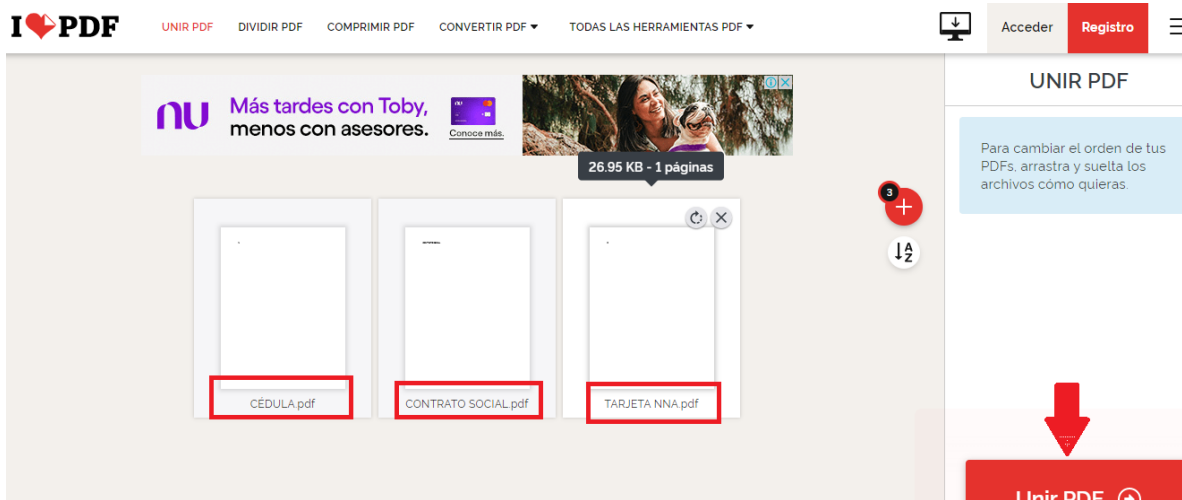 I PDF
UNIR PDF DIVIDIR PDF COMPRIMIR PDF CONVERTIR PDF TODAS LAS HERRAMIENTAS PDF Acceder Registro
nu Más tardes con Toby,
menos con asesores.
Conoce más.
26.95 KB - 1 páginas
UNIR PDF
Para cambiar el orden de tus
PDFs, arrastra y suelta los
archivos cómo quieras.
3
A
Z
CÉDULA.pdf CONTRATO SOCIAL.pdf TARJETA NNA.pdf
Unir PDF